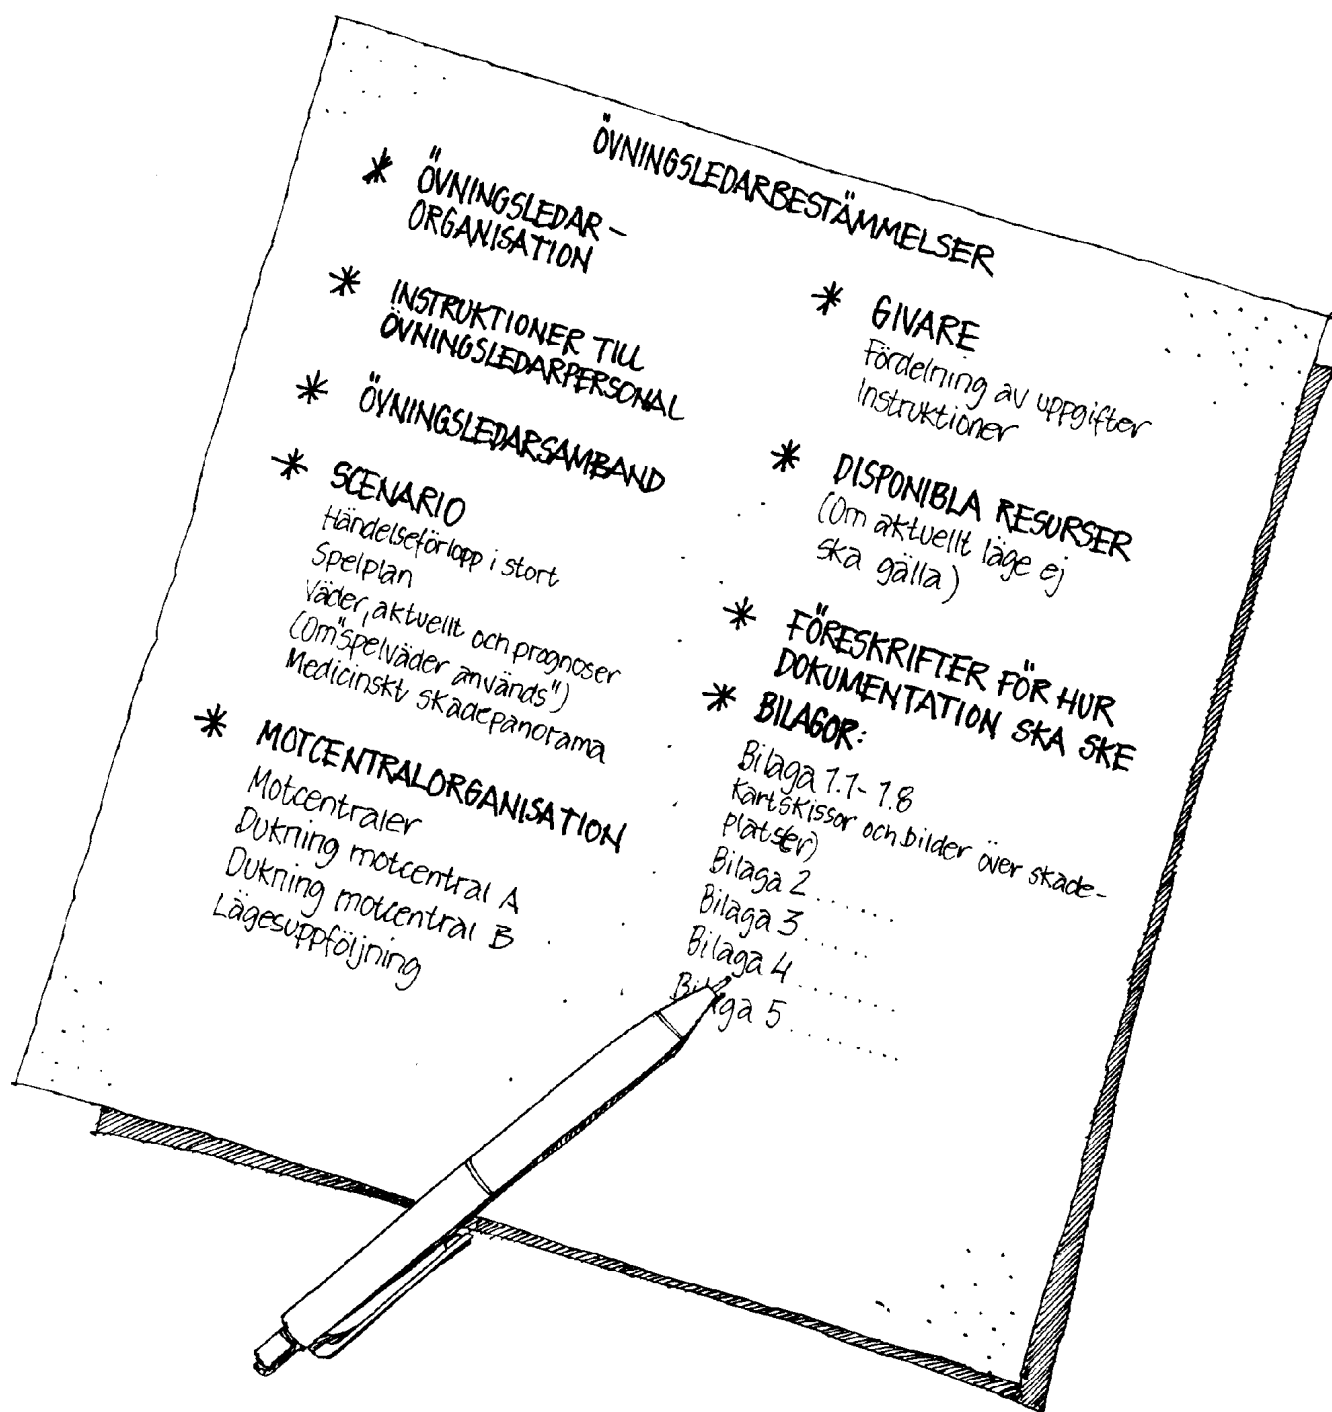 ÖVNINGSLEDARBESTÄMMELSER
* ÖVNINGSLEDAR-
ORGANISATION
* INSTRUKTIONER TILL
ÖVNINGSLEDARPERSONAL
* ÖVNINGSLEDARSAMBAND
* SCENARIO
Händelseförlopp i stort
Spelplan
Väder, aktuellt och prognoser
(Om "spelväder används")
Medicinskt skadepanorama
* MOTCENTRALORGANISATION
Motcentraler
Dukning motcentral A
Dukning motcentral B
Lägesuppföljning
* GIVARE
Fördelning av uppgifter
Instruktioner
* DISPONIBLA RESURSER
(Om aktuellt läge ej
ska gälla)
* FÖRESKRIFTER FÖR HUR
DOKUMENTATION SKA SKE
* BILAGOR:
Bilaga 1.1-1.8
Kartskissor och bilder över skade-
platser)
Bilaga 2......
Bilaga 3.....
Bilaga 4.......
Bilaga 5........